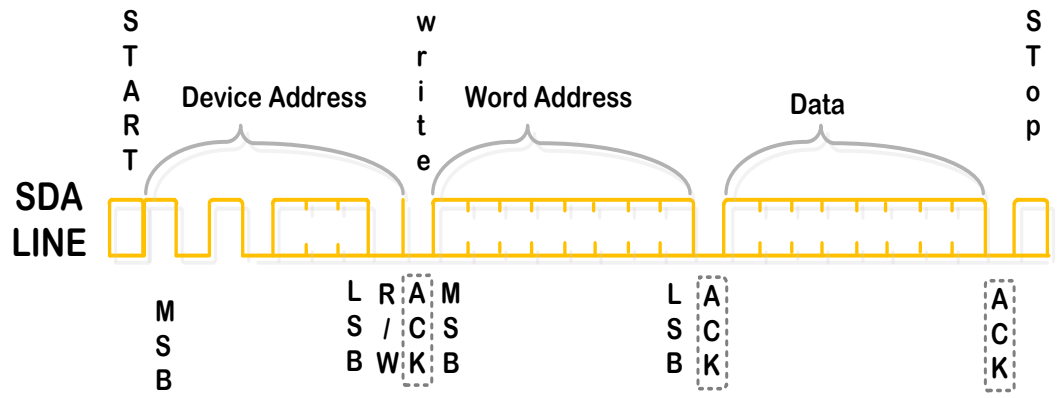 START
write
STop
Device Address
Word Address
Data
SDA
LINE
MSB
LSB
R/W
ACK
MSB
LSB
ACK
ACK